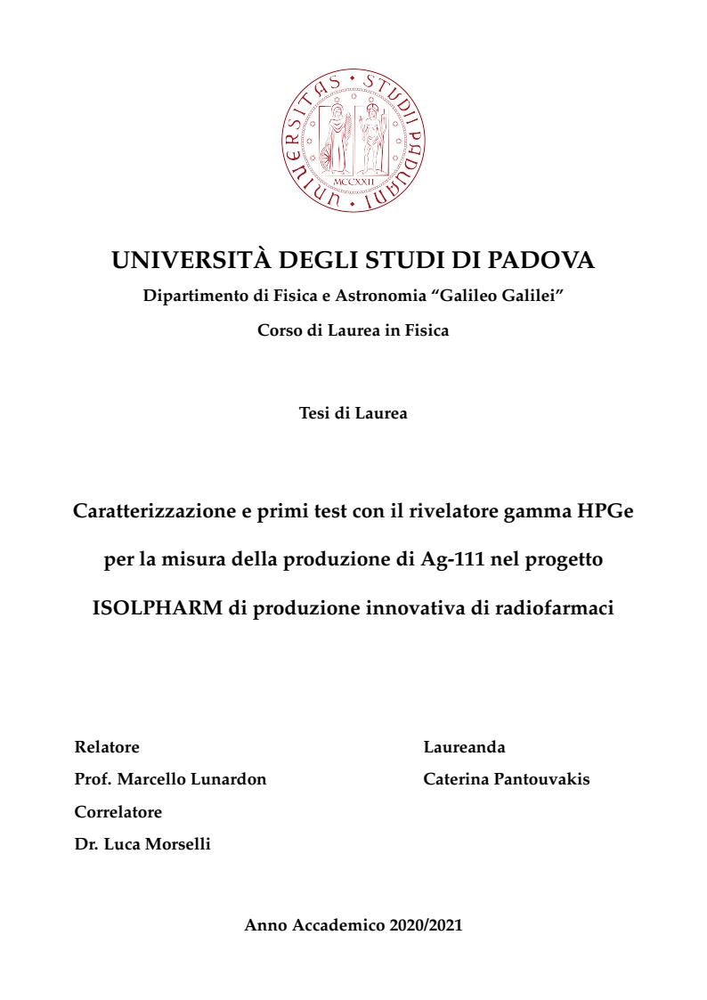 UNIVERSITAS STUDII PADUANI
MCCXXII
UNIVERSITÀ DEGLI STUDI DI PADOVA
Dipartimento di Fisica e Astronomia “Galileo Galilei”
Corso di Laurea in Fisica
Tesi di Laurea
Caratterizzazione e primi test con il rivelatore gamma HPGe
per la misura della produzione di Ag-111 nel progetto
ISOLPHARM di produzione innovativa di radiofarmaci
Relatore
Prof. Marcello Lunardon
Correlatore
Dr. Luca Morselli
Laureanda
Caterina Pantouvakis
Anno Accademico 2020/2021